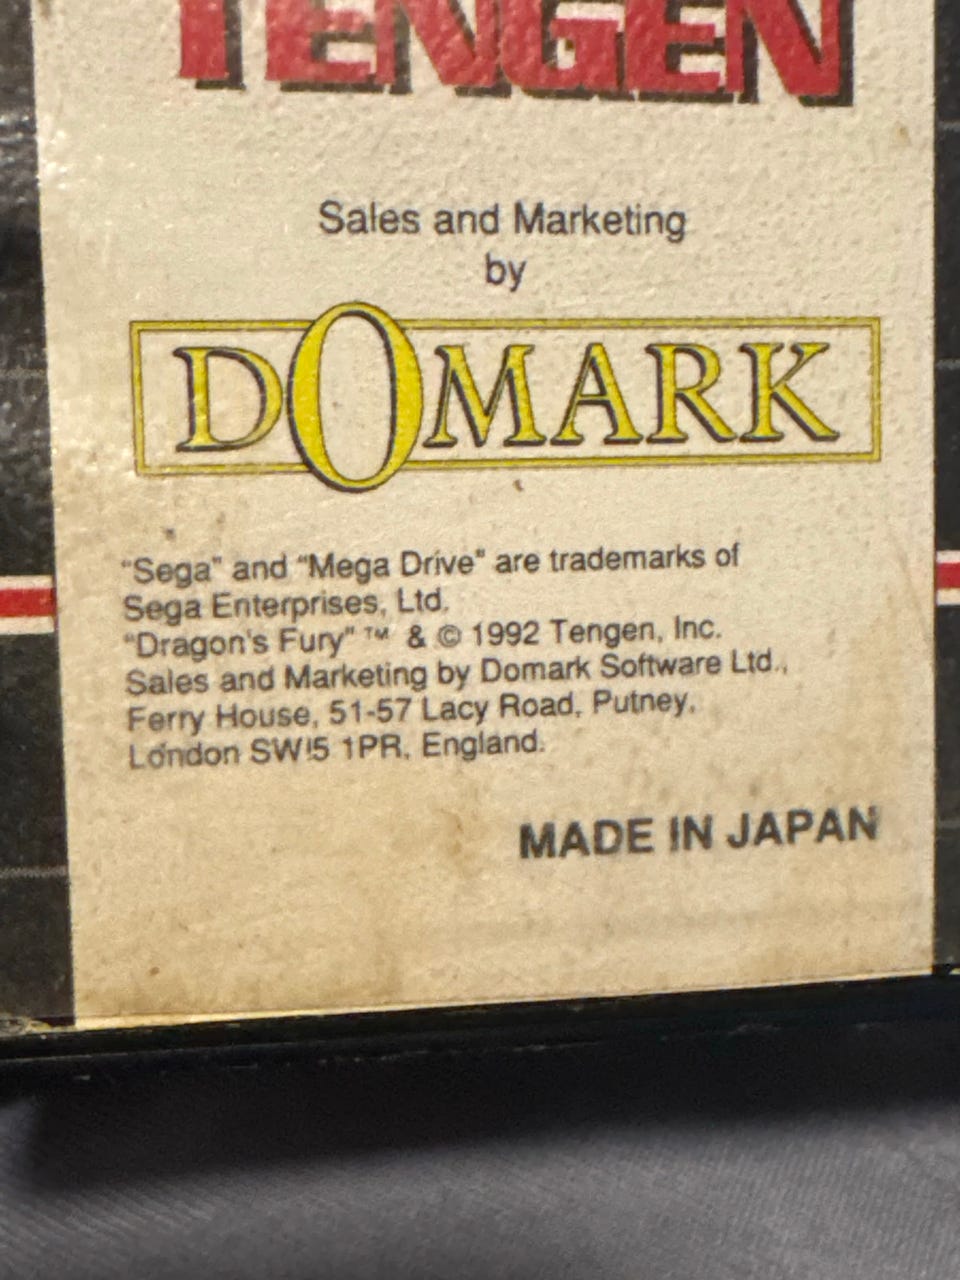 TENGEN
Sales and Marketing
by
DOMARK
"Sega" and "Mega Drive" are trademarks of
Sega Enterprises, Ltd.
"Dragon's Fury" ™ & © 1992 Tengen, Inc.
Sales and Marketing by Domark Software Ltd.,
Ferry House, 51-57 Lacy Road, Putney,
London SW15 1PR, England.
MADE IN JAPAN